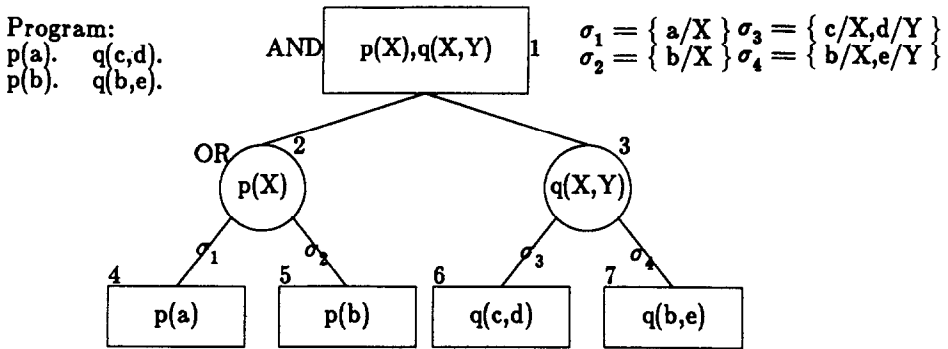 Program:
p(a). q(c,d).
p(b). q(b,e).
AND p(X),q(X,Y) 1
σ₁ = { a/X } σ₃ = { c/X,d/Y }
σ₂ = { b/X } σ₄ = { b/X,e/Y }
OR 2 3
p(X) q(X,Y)
σ₁ σ₂ σ₃ σ₄
4 5 6 7
p(a) p(b) q(c,d) q(b,e)